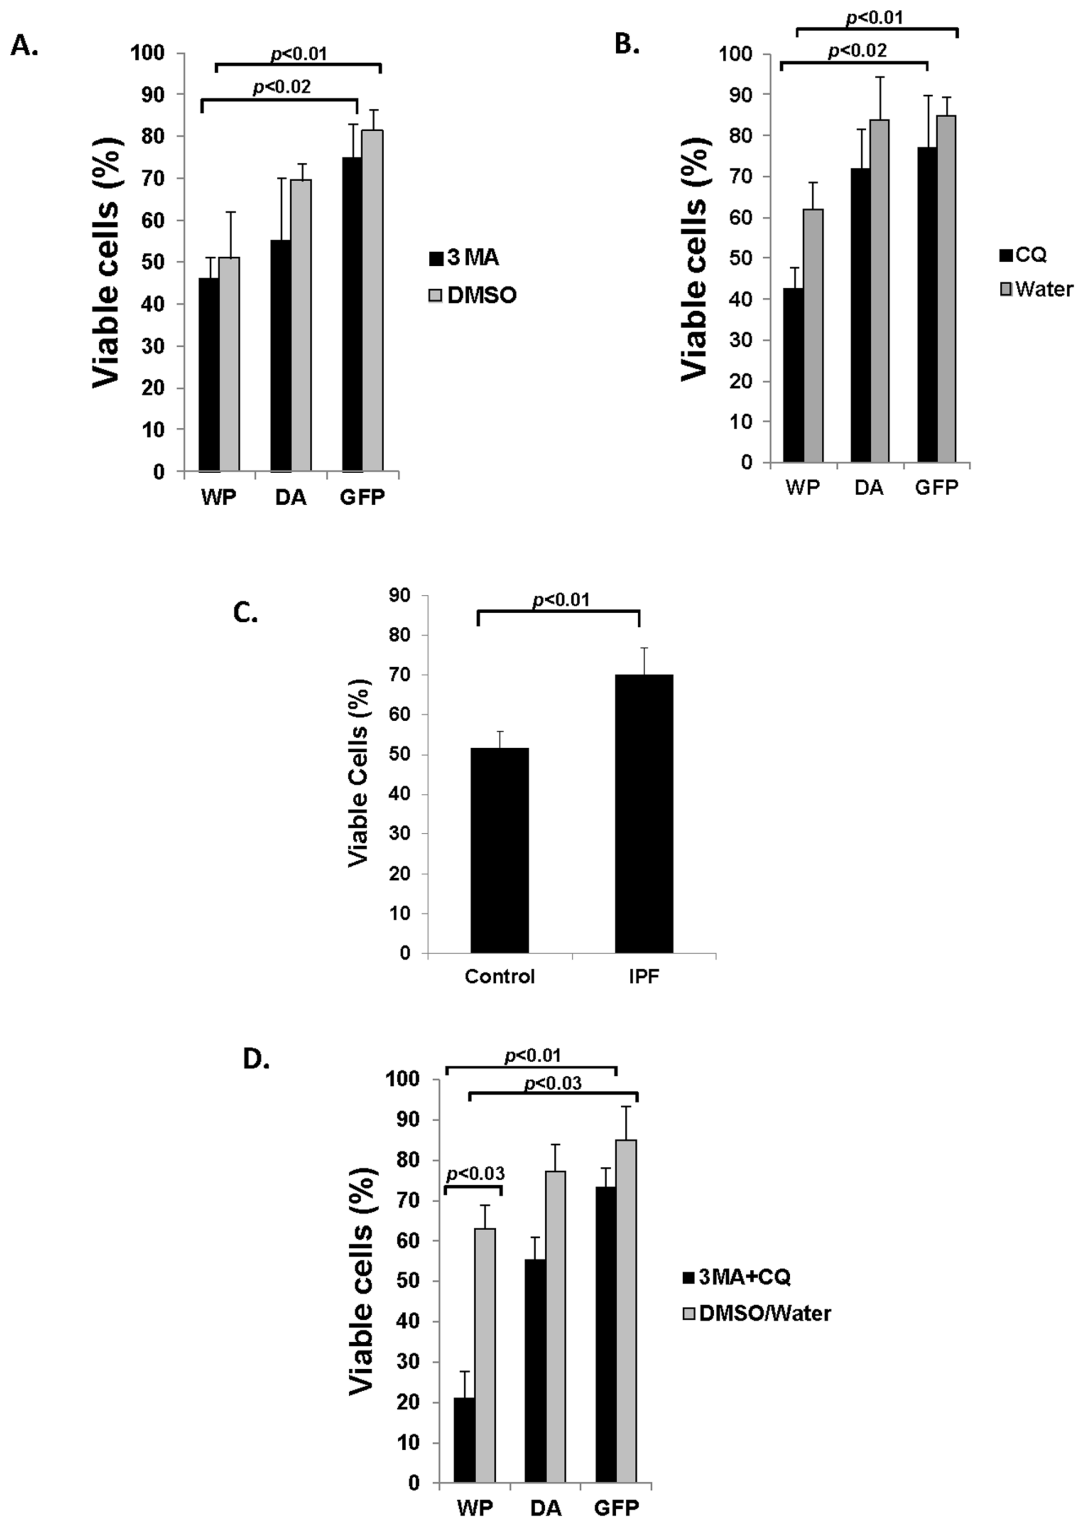 A.
p<0.01
p<0.02
100
90
80
70
60
50
40
30
20
10
0
Viable cells (%)
WP DA GFP
3 MA
DMSO
B.
p<0.01
p<0.02
100
90
80
70
60
50
40
30
20
10
0
Viable cells (%)
WP DA GFP
CQ
Water
C.
p<0.01
90
80
70
60
50
40
30
20
10
0
Viable Cells (%)
Control IPF
D.
p<0.01
p<0.03
p<0.03
100
90
80
70
60
50
40
30
20
10
0
Viable cells (%)
WP DA GFP
3MA+CQ
DMSO/Water